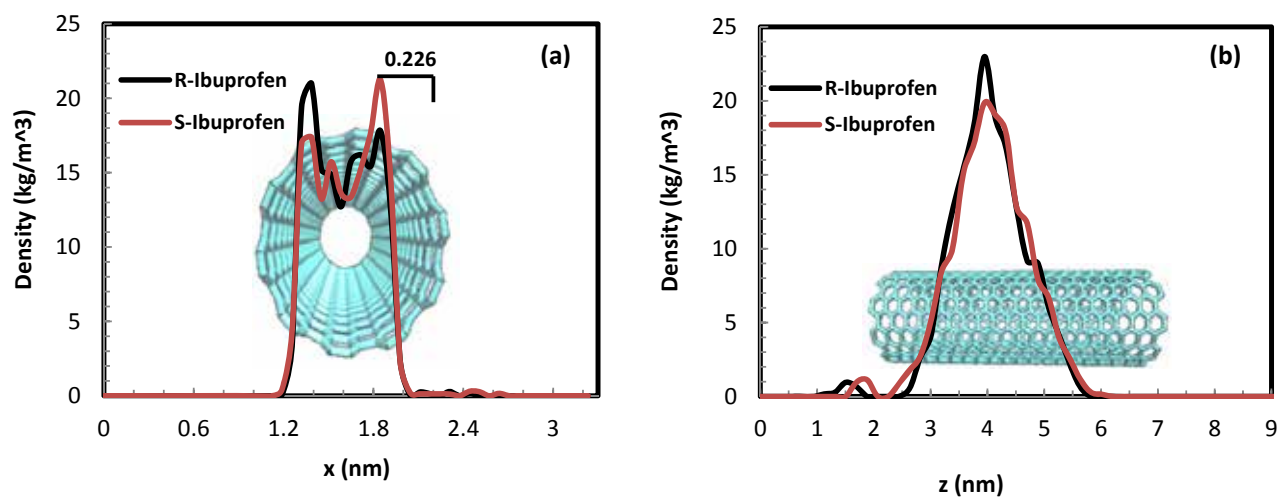 (a)
0.226
R-Ibuprofen
S-Ibuprofen
Density (kg/m^3)
25
20
15
10
5
0
0 0.6 1.2 1.8 2.4 3
x (nm)
(b)
R-Ibuprofen
S-Ibuprofen
Density (kg/m^3)
25
20
15
10
5
0
0 1 2 3 4 5 6 7 8 9
z (nm)